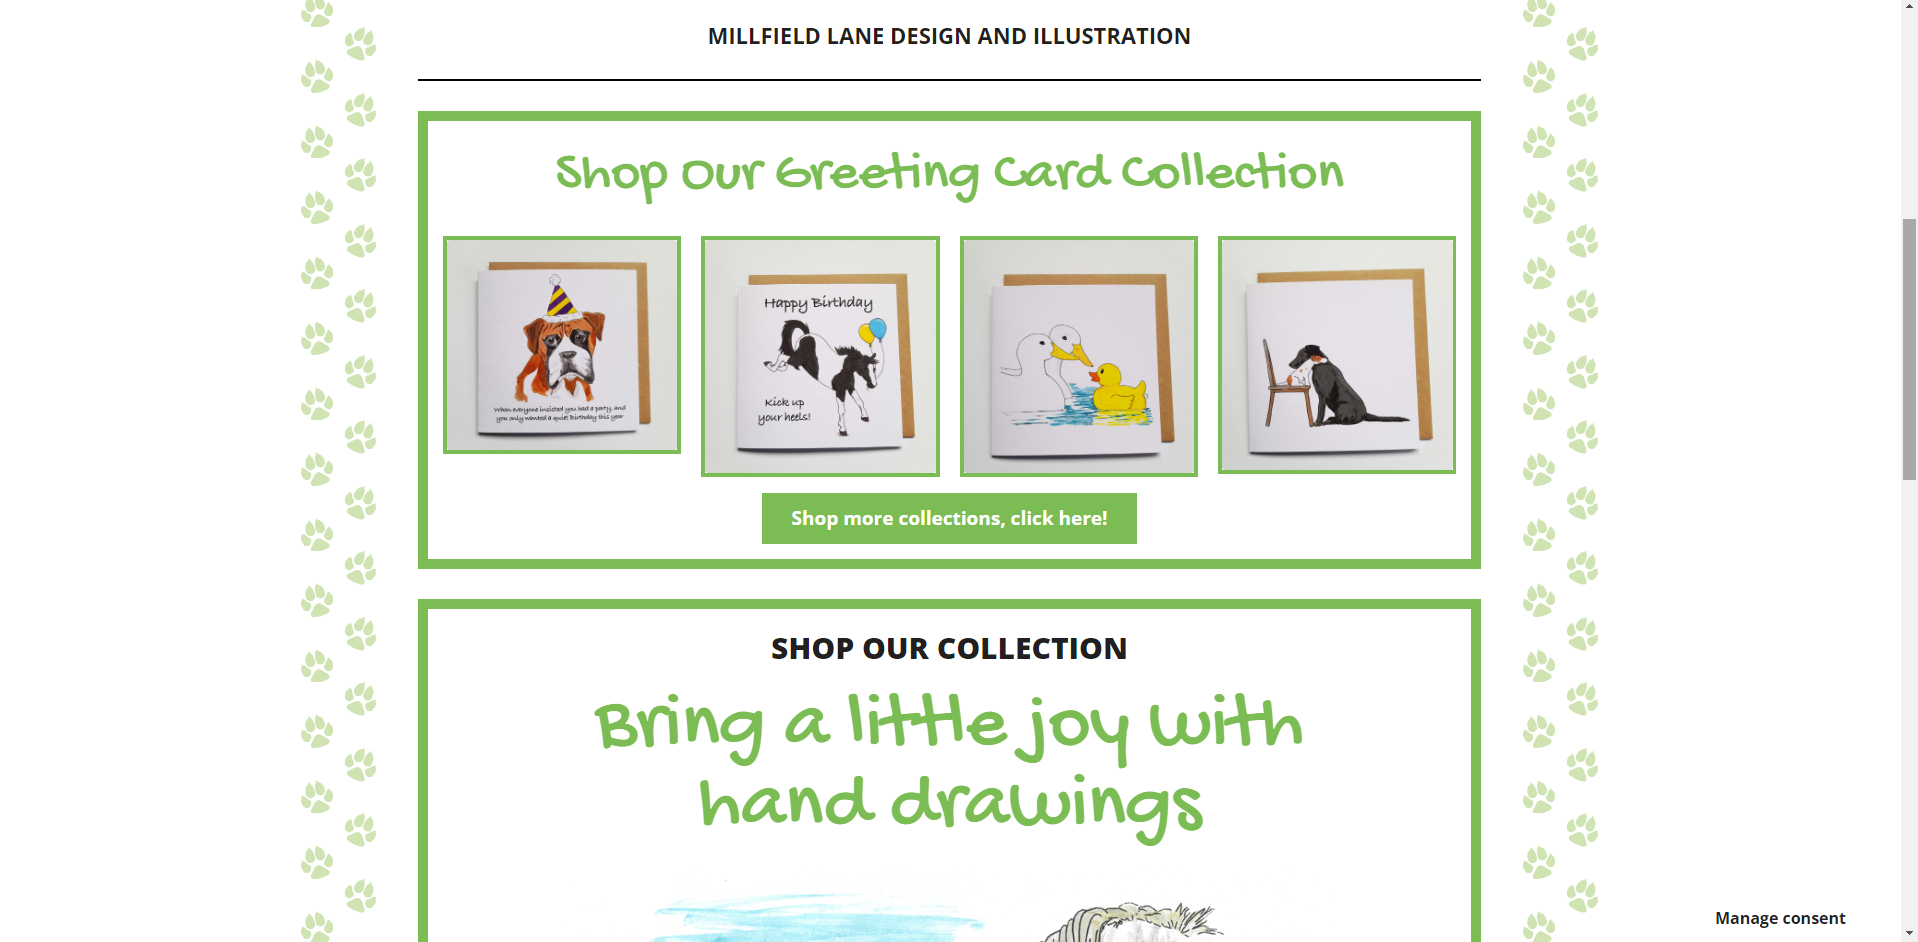 MILLFIELD LANE DESIGN AND ILLUSTRATION
Shop Our Greeting Card Collection
When everyone insisted you had a party, and
you only wanted a quiet Birthday this year
Happy Birthday
Kick up
your heels!
Shop more collections, click here!
SHOP OUR COLLECTION
Bring a little joy with
hand drawings
Manage consent